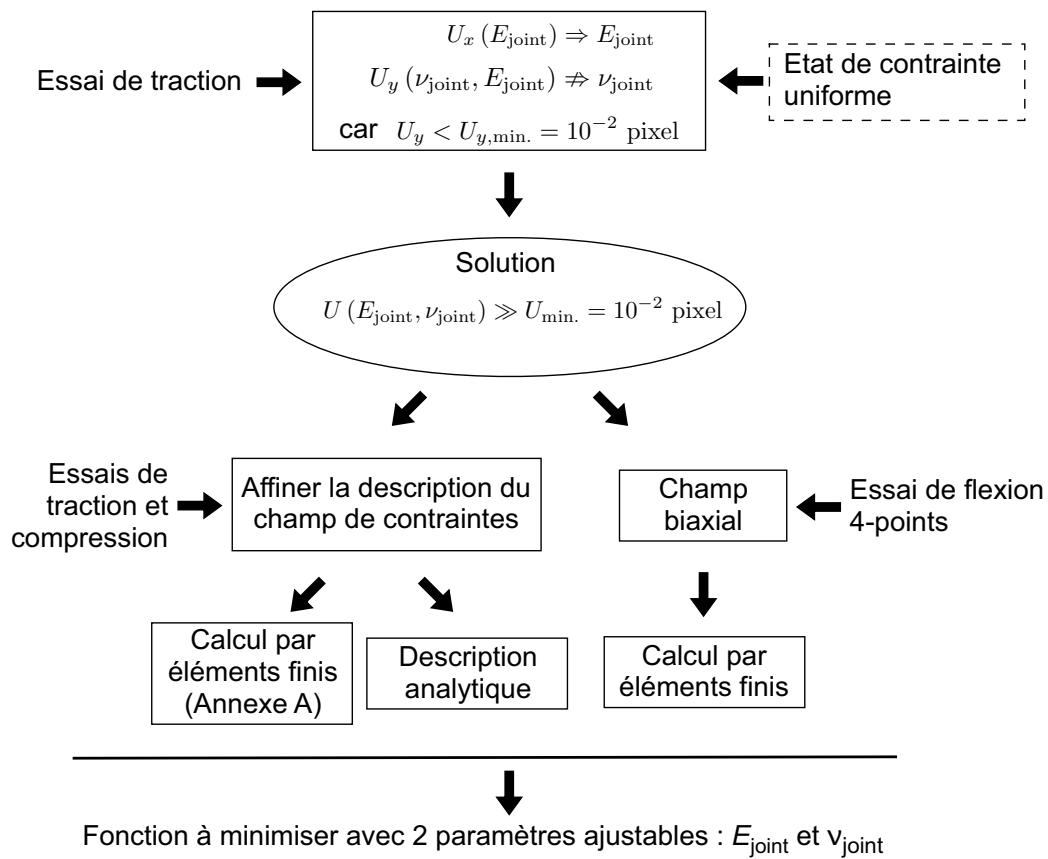 Essai de traction
U_x (E_joint) ⇒ E_joint
U_y (ν_joint, E_joint) ⇏ ν_joint
car U_y < U_y,min. = 10⁻² pixel
Etat de contrainte
uniforme
Solution
U (E_joint, ν_joint) ≫ U_min. = 10⁻² pixel
Essais de
traction et
compression
Affiner la description du
champ de contraintes
Champ
biaxial
Essai de flexion
4-points
Calcul par
éléments finis
(Annexe A)
Description
analytique
Calcul par
éléments finis
Fonction à minimiser avec 2 paramètres ajustables : E_joint et ν_joint